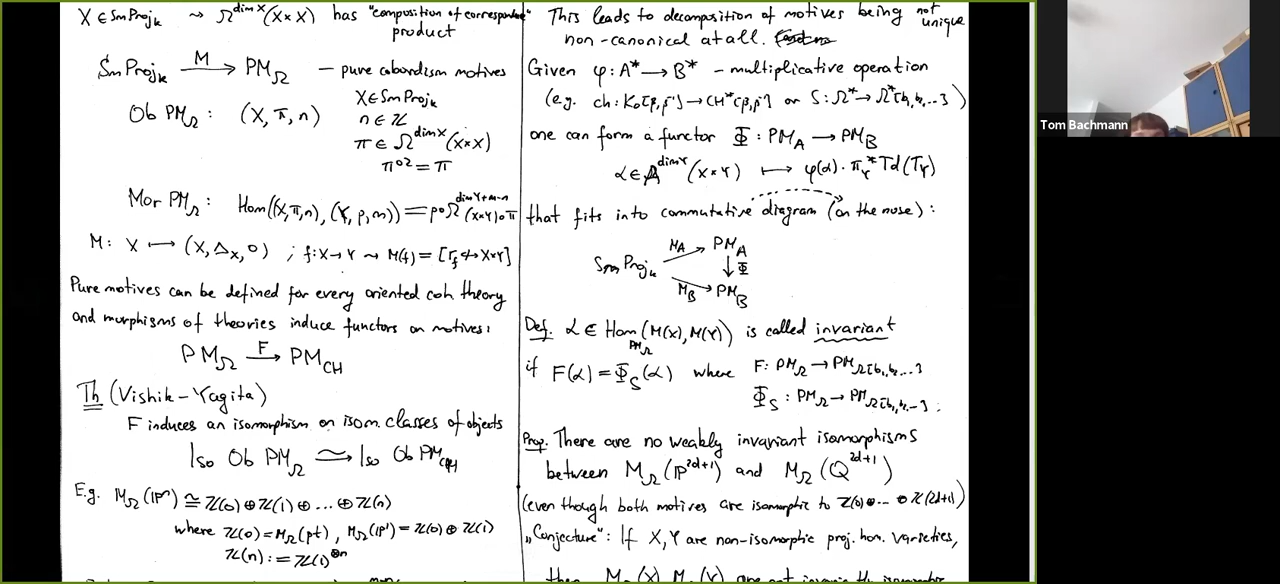 X ∈ SmProj_k ⇝ Ω^{dim X}(X×X) has "composition of correspondence"
product
SmProj_k —M→ PM_Ω — pure cobordism motives
Ob PM_Ω : (X, π, n)
X ∈ SmProj_k
n ∈ ℤ
π ∈ Ω^{dim X}(X×X)
π^{∘2} = π
Mor PM_Ω : Hom((X,π,n), (Y,ρ,m)) = ρ∘Ω^{dim Y+m-n}(X×Y)∘π
M: X ⟼ (X, Δ_X, 0) ; f: X→Y ⇝ M(f) = [Γ_f ↪ X×Y]
Pure motives can be defined for every oriented coh theory
and morphisms of theories induce functors on motives:
PM_Ω —F→ PM_CH
Th (Vishik-Yagita)
F induces an isomorphism on isom. classes of objects
Iso Ob PM_Ω ≃ Iso Ob PM_CH
E.g. M_Ω(ℙ^n) ≅ ℤ(0)⊕ℤ(1)⊕...⊕ℤ(n)
where ℤ(0)=M_Ω(pt), M_Ω(ℙ^1)=ℤ(0)⊕ℤ(1)
ℤ(n):=ℤ(1)^{⊗n}
This leads to decomposition of motives being not unique
non-canonical at all.
Given φ: A* → B* - multiplicative operation
(e.g. ch: K_0[β,β^{-1}] → CH*[β,β^{-1}] or S: Ω* → Ω*[b_1,b_2,...])
one can form a functor Φ : PM_A → PM_B
α ∈ A^{dim Y}(X×Y) ⟼ φ(α)·π_Y^* Td(T_Y)
that fits into commutative diagram (on the nose):
M_A PM_A
SmProj_k ↓Φ
M_B PM_B
Def. α ∈ Hom_{PM_Ω}(M(X), M(Y)) is called invariant
if F(α) = Φ_S(α) where F: PM_Ω → PM_{Ω[b_1,b_2,...]}
Φ_S : PM_Ω → PM_{Ω[b_1,b_2,...]} ;
Prop. There are no weakly invariant isomorphisms
between M_Ω(ℙ^{2d+1}) and M_Ω(Q^{2d+1})
(even though both motives are isomorphic to ℤ(0)⊕...⊕ℤ(2d+1))
„Conjecture": If X, Y are non-isomorphic proj. hom. varieties,
Tom Bachmann